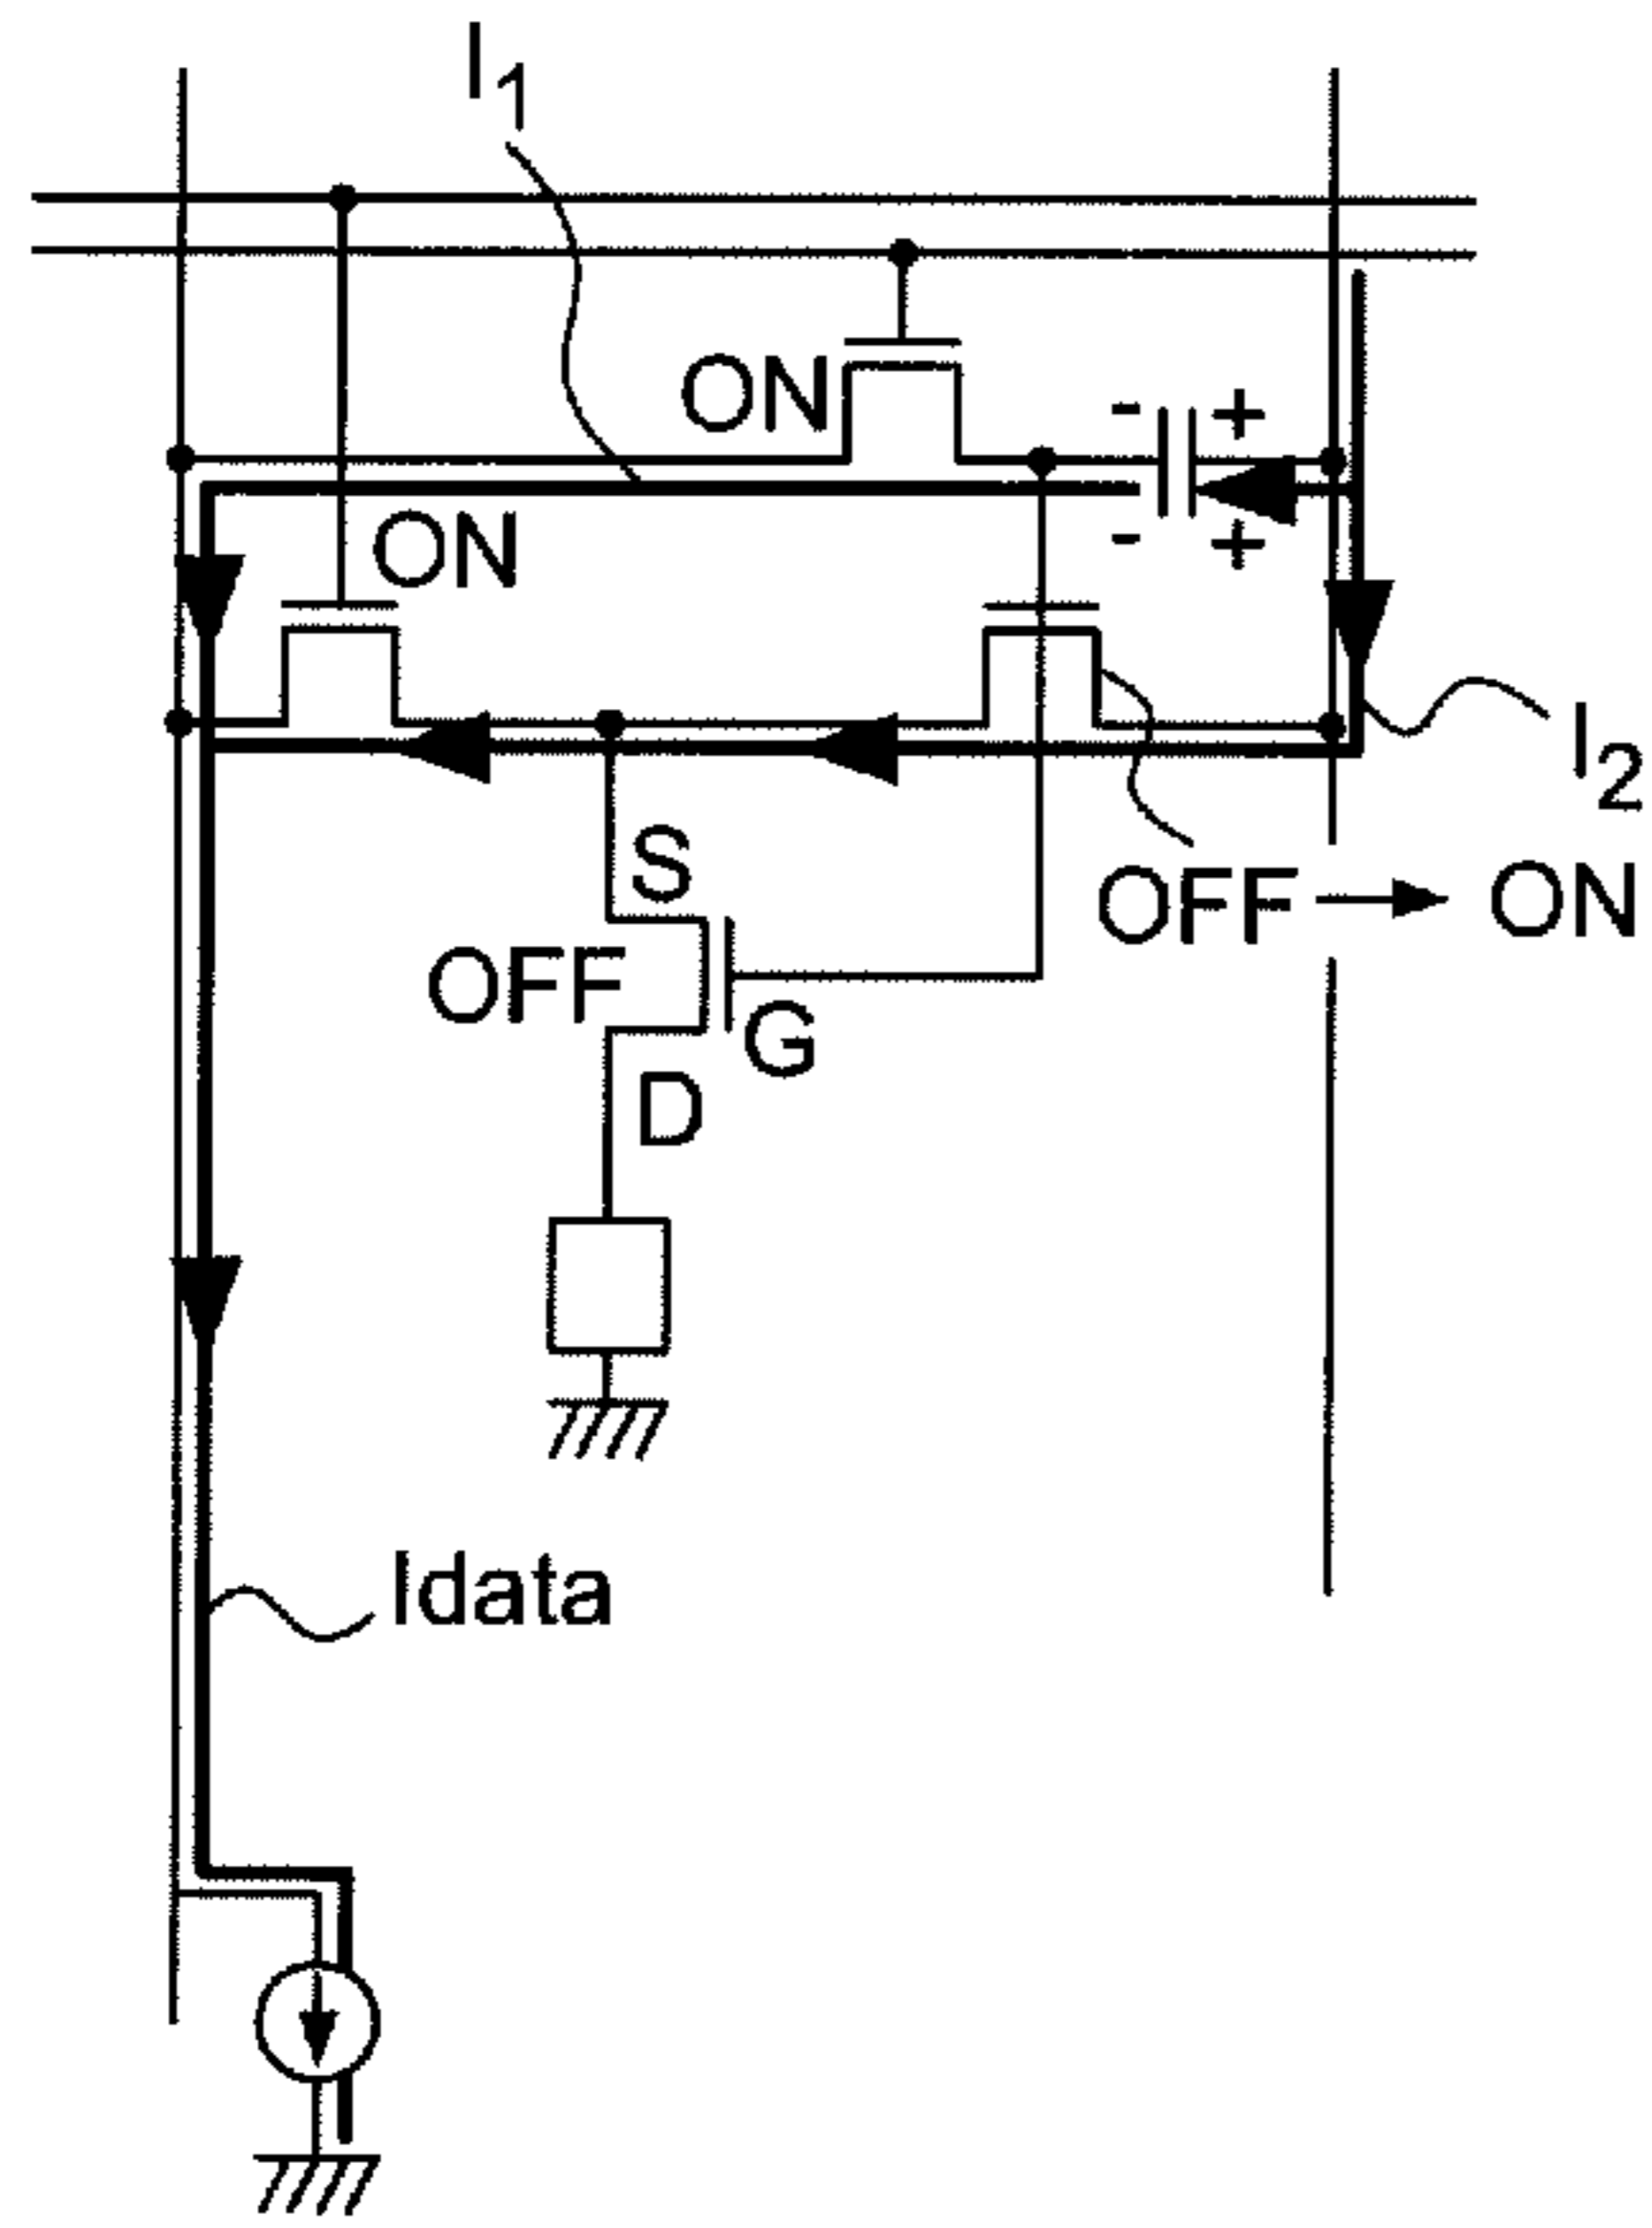 I1
ON
- +
ON
- +
I2
S
OFF → ON
OFF
G
D
Idata